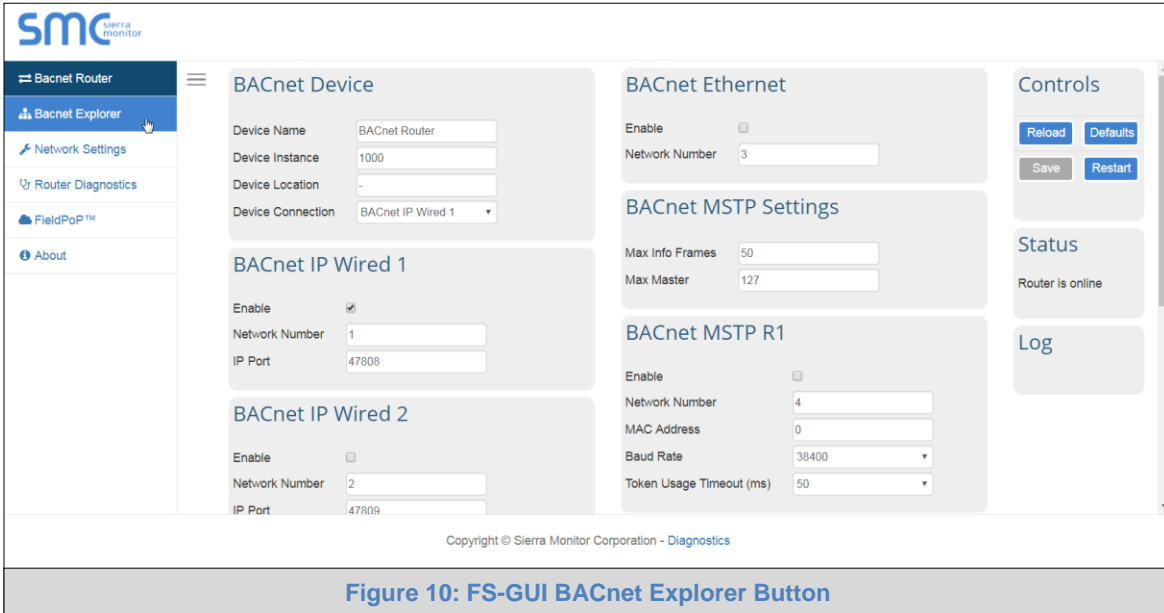 SMC sierra monitor
Bacnet Router
Bacnet Explorer
Network Settings
Router Diagnostics
FieldPoP™
About
BACnet Device
Device Name BACnet Router
Device Instance 1000
Device Location -
Device Connection BACnet IP Wired 1
BACnet IP Wired 1
Enable
Network Number 1
IP Port 47808
BACnet IP Wired 2
Enable
Network Number 2
IP Port 47809
BACnet Ethernet
Enable
Network Number 3
BACnet MSTP Settings
Max Info Frames 50
Max Master 127
BACnet MSTP R1
Enable
Network Number 4
MAC Address 0
Baud Rate 38400
Token Usage Timeout (ms) 50
Controls
Reload Defaults
Save Restart
Status
Router is online
Log
Copyright © Sierra Monitor Corporation - Diagnostics
Figure 10: FS-GUI BACnet Explorer Button